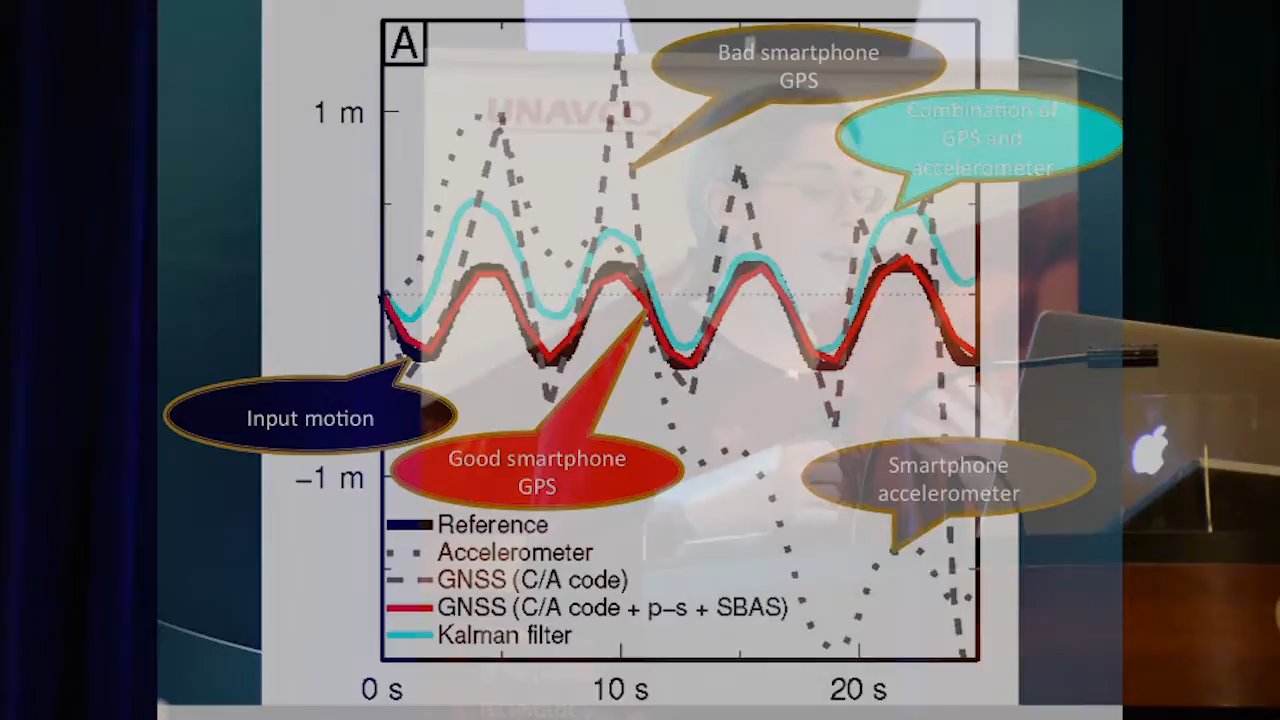 A
Bad smartphone
GPS
1 m
UNAVCO
Combination of
GPS and
accelerometer
Input motion
Good smartphone
GPS
Smartphone
accelerometer
−1 m
Reference
Accelerometer
GNSS (C/A code)
GNSS (C/A code + p−s + SBAS)
Kalman filter
0 s
10 s
20 s